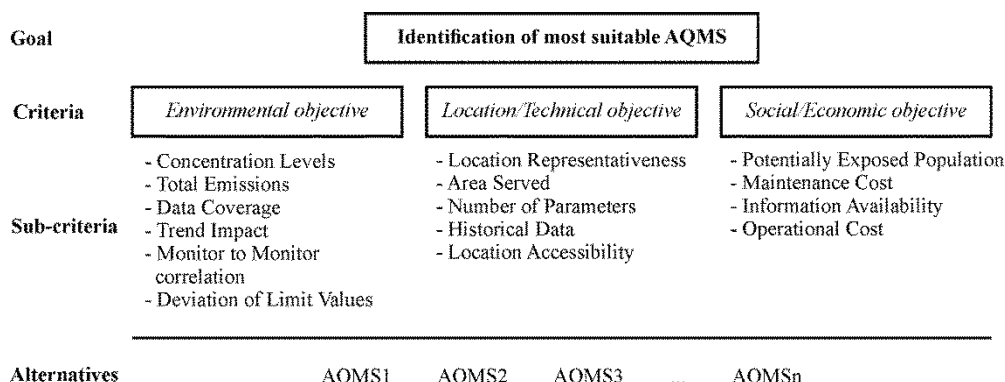 Goal Identification of most suitable AQMS
Criteria Environmental objective Location/Technical objective Social/Economic objective
Sub-criteria
- Concentration Levels
- Total Emissions
- Data Coverage
- Trend Impact
- Monitor to Monitor
correlation
- Deviation of Limit Values
- Location Representativeness
- Area Served
- Number of Parameters
- Historical Data
- Location Accessibility
- Potentially Exposed Population
- Maintenance Cost
- Information Availability
- Operational Cost
Alternatives AQMS1 AQMS2 AQMS3 ... AQMSn